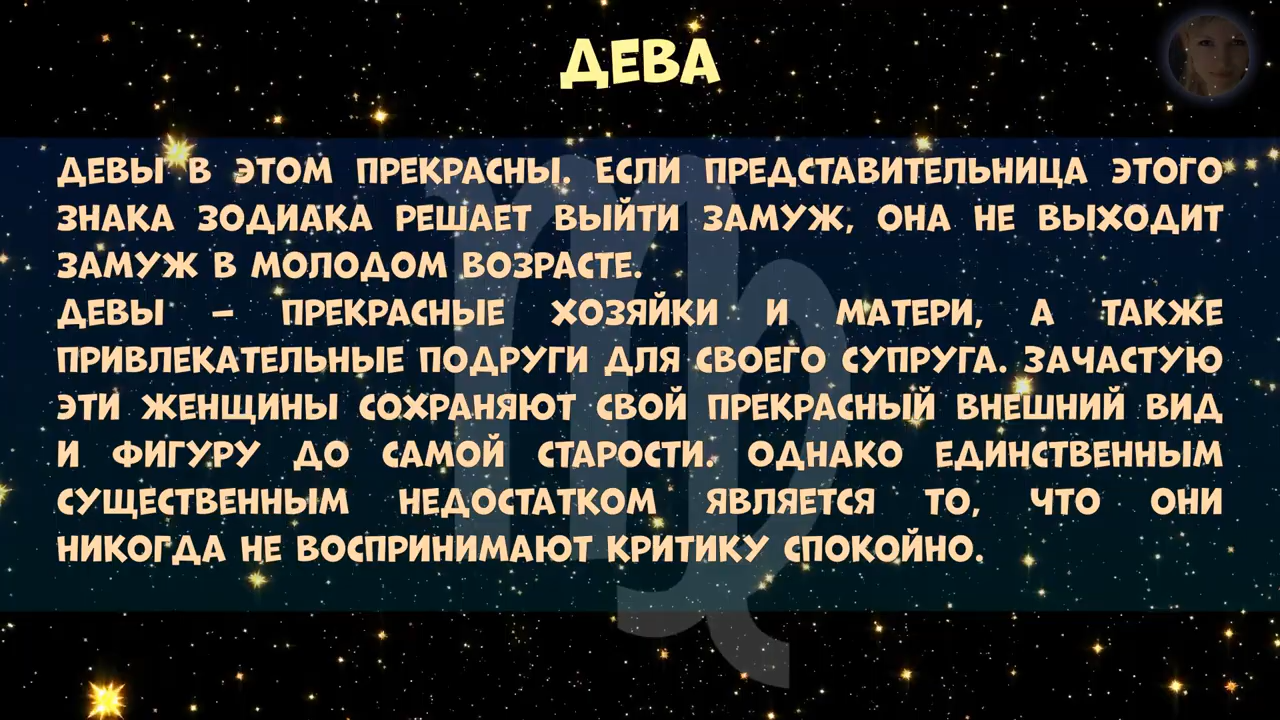 ДЕВА
ДЕВЫ В ЭТОМ ПРЕКРАСНЫ. ЕСЛИ ПРЕДСТАВИТЕЛЬНИЦА ЭТОГО
ЗНАКА ЗОДИАКА РЕШАЕТ ВЫЙТИ ЗАМУЖ, ОНА НЕ ВЫХОДИТ
ЗАМУЖ В МОЛОДОМ ВОЗРАСТЕ.
ДЕВЫ – ПРЕКРАСНЫЕ ХОЗЯЙКИ И МАТЕРИ, А ТАКЖЕ
ПРИВЛЕКАТЕЛЬНЫЕ ПОДРУГИ ДЛЯ СВОЕГО СУПРУГА. ЗАЧАСТУЮ
ЭТИ ЖЕНЩИНЫ СОХРАНЯЮТ СВОЙ ПРЕКРАСНЫЙ ВНЕШНИЙ ВИД
И ФИГУРУ ДО САМОЙ СТАРОСТИ. ОДНАКО ЕДИНСТВЕННЫМ
СУЩЕСТВЕННЫМ НЕДОСТАТКОМ ЯВЛЯЕТСЯ ТО, ЧТО ОНИ
НИКОГДА НЕ ВОСПРИНИМАЮТ КРИТИКУ СПОКОЙНО.